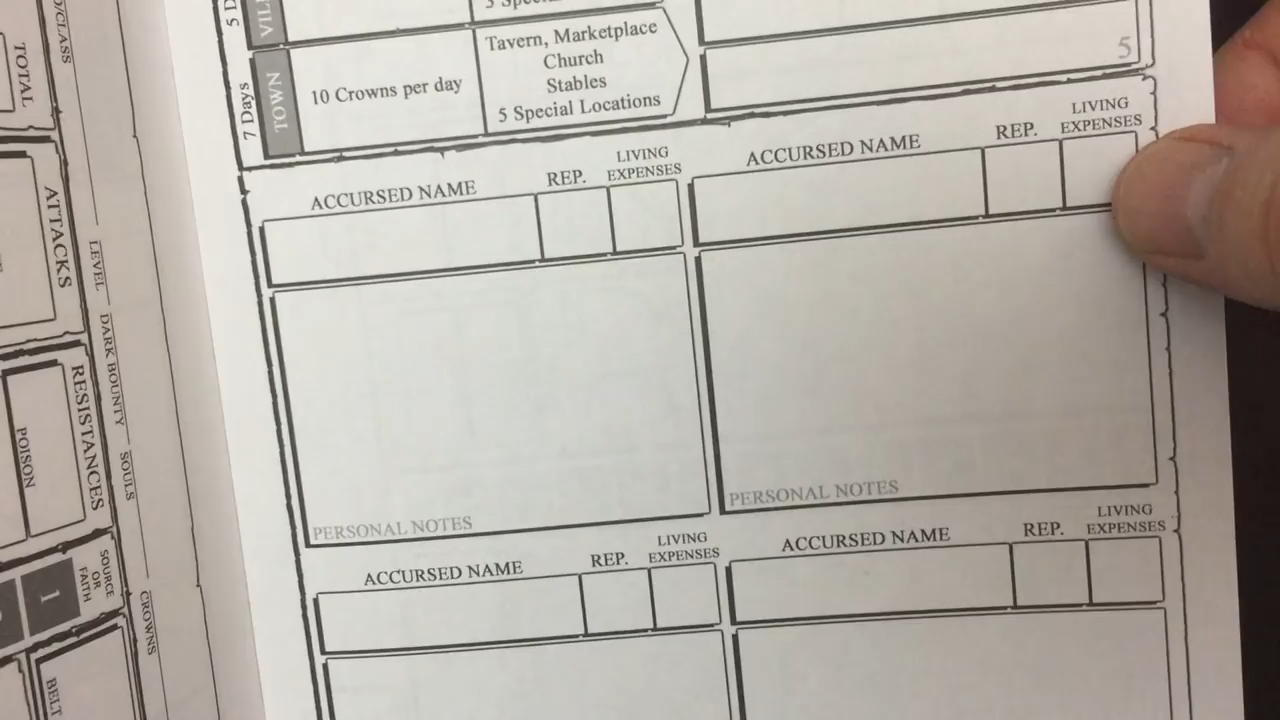 TOTAL
ATTACKS
LEVEL
DARK BOUNTY
SOULS
CROWNS
RESISTANCES
POISON
SOURCE
OR
FAITH
1
BELT
7 Days
TOWN
10 Crowns per day
Tavern, Marketplace
Church
Stables
5 Special Locations
5
ACCURSED NAME
REP.
LIVING
EXPENSES
ACCURSED NAME
REP.
LIVING
EXPENSES
PERSONAL NOTES
PERSONAL NOTES
ACCURSED NAME
REP.
LIVING
EXPENSES
ACCURSED NAME
REP.
LIVING
EXPENSES